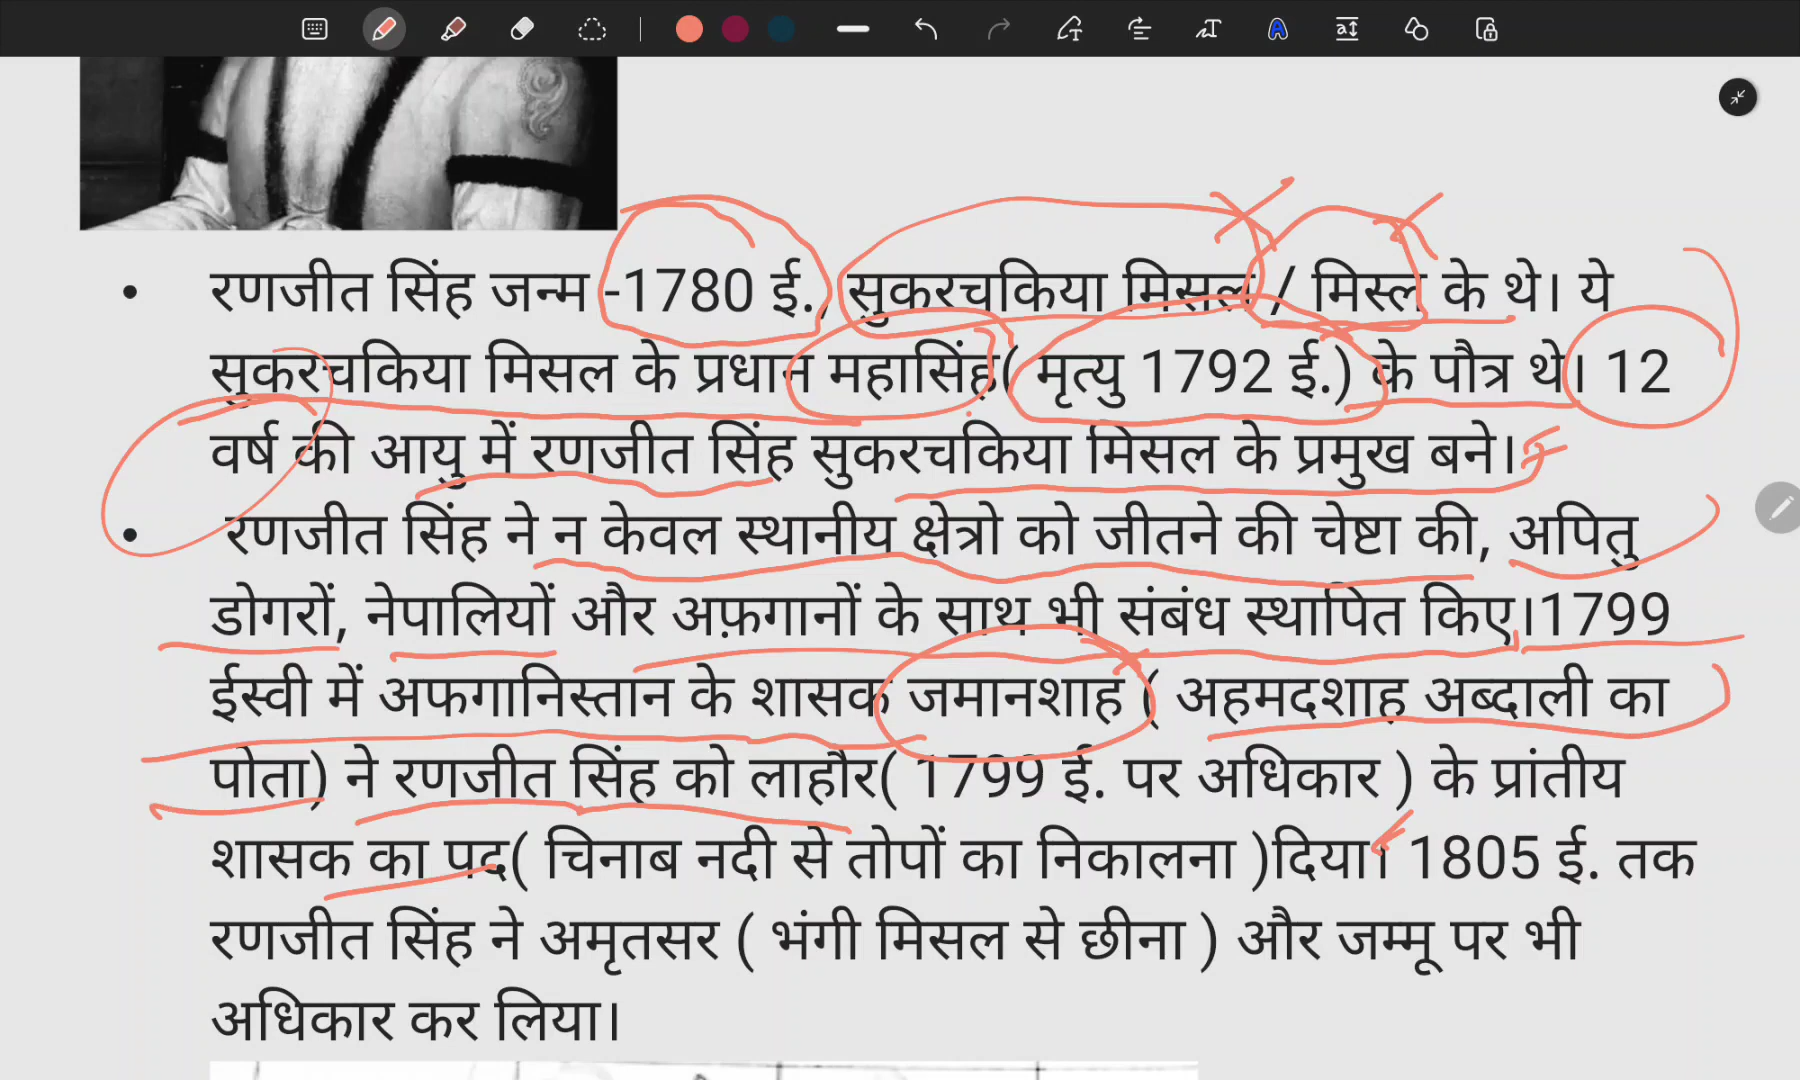 • रणजीत सिंह जन्म -1780 ई., सुकरचकिया मिसल / मिस्ल के थे। ये
सुकरचकिया मिसल के प्रधान महासिंह( मृत्यु 1792 ई.) के पौत्र थे। 12
वर्ष की आयु में रणजीत सिंह सुकरचकिया मिसल के प्रमुख बने।
• रणजीत सिंह ने न केवल स्थानीय क्षेत्रो को जीतने की चेष्टा की, अपितु
डोगरों, नेपालियों और अफ़गानों के साथ भी संबंध स्थापित किए।1799
ईस्वी में अफगानिस्तान के शासक जमानशाह ( अहमदशाह अब्दाली का
पोता) ने रणजीत सिंह को लाहौर( 1799 ई. पर अधिकार ) के प्रांतीय
शासक का पद( चिनाब नदी से तोपों का निकालना )दिया। 1805 ई. तक
रणजीत सिंह ने अमृतसर ( भंगी मिसल से छीना ) और जम्मू पर भी
अधिकार कर लिया।